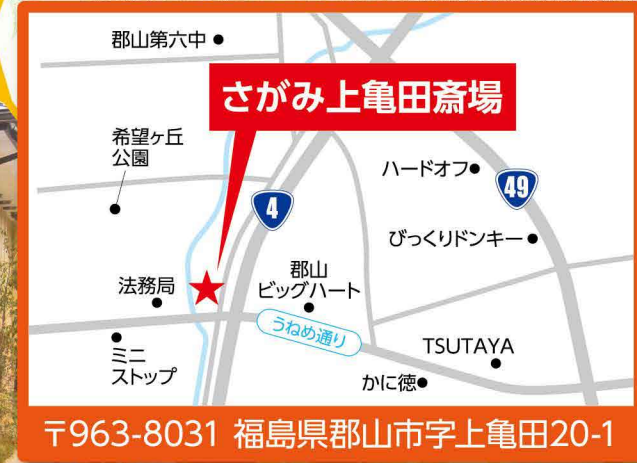 郡山第六中
さがみ上亀田斎場
希望ヶ丘
公園
ハードオフ
49
4
びっくりドンキー
郡山
ビッグハート
法務局
うねめ通り
ミニ
ストップ
TSUTAYA
かに徳
〒963-8031 福島県郡山市字上亀田20-1